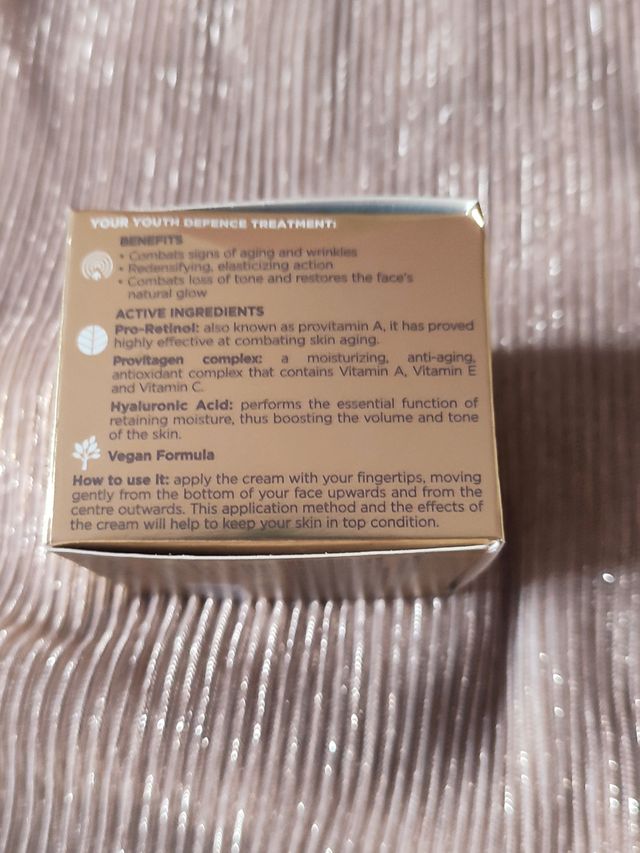 YOUR YOUTH DEFENCE TREATMENT:
BENEFITS
• Combats signs of aging and wrinkles
• Redensifying, elasticizing action
• Combats loss of tone and restores the face's
natural glow
ACTIVE INGREDIENTS
Pro-Retinol: also known as provitamin A, it has proved
highly effective at combating skin aging.
Provitagen complex: a moisturizing, anti-aging,
antioxidant complex that contains Vitamin A, Vitamin E
and Vitamin C.
Hyaluronic Acid: performs the essential function of
retaining moisture, thus boosting the volume and tone
of the skin.
Vegan Formula
How to use it: apply the cream with your fingertips, moving
gently from the bottom of your face upwards and from the
centre outwards. This application method and the effects of
the cream will help to keep your skin in top condition.